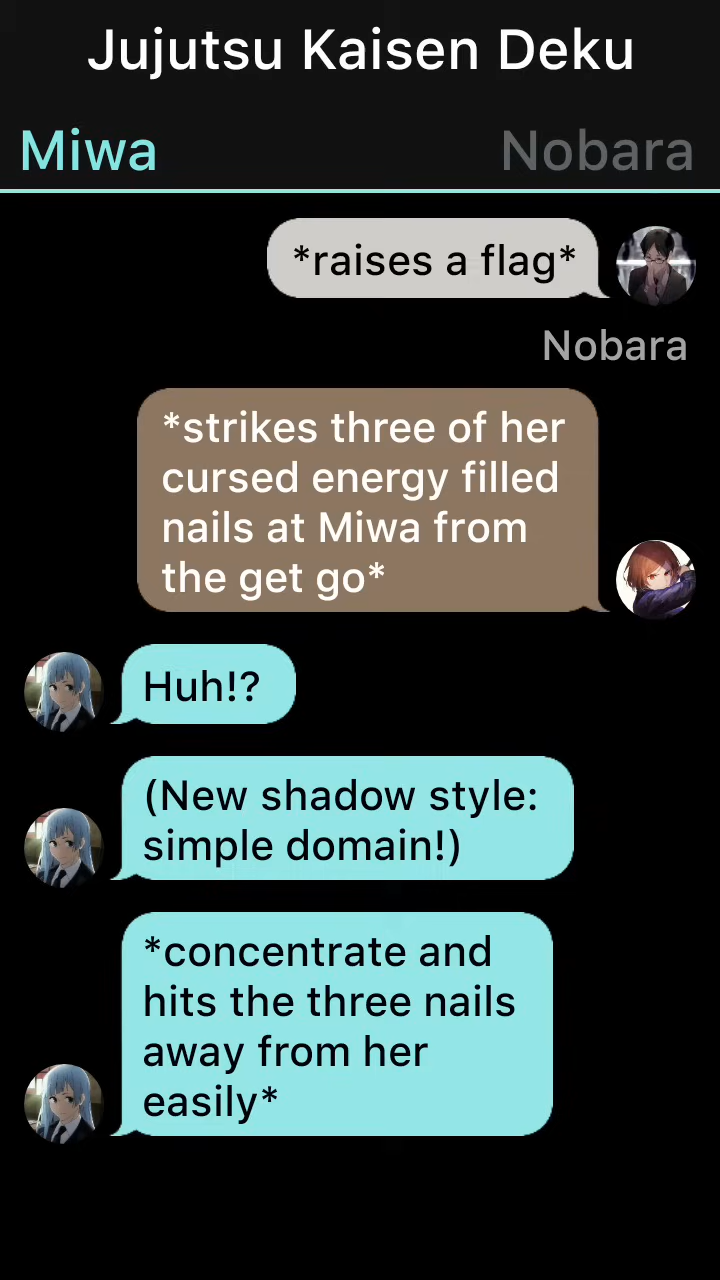 Jujutsu Kaisen Deku
Miwa
Nobara
*raises a flag*
Nobara
*strikes three of her
cursed energy filled
nails at Miwa from
the get go*
Huh!?
(New shadow style:
simple domain!)
*concentrate and
hits the three nails
away from her
easily*